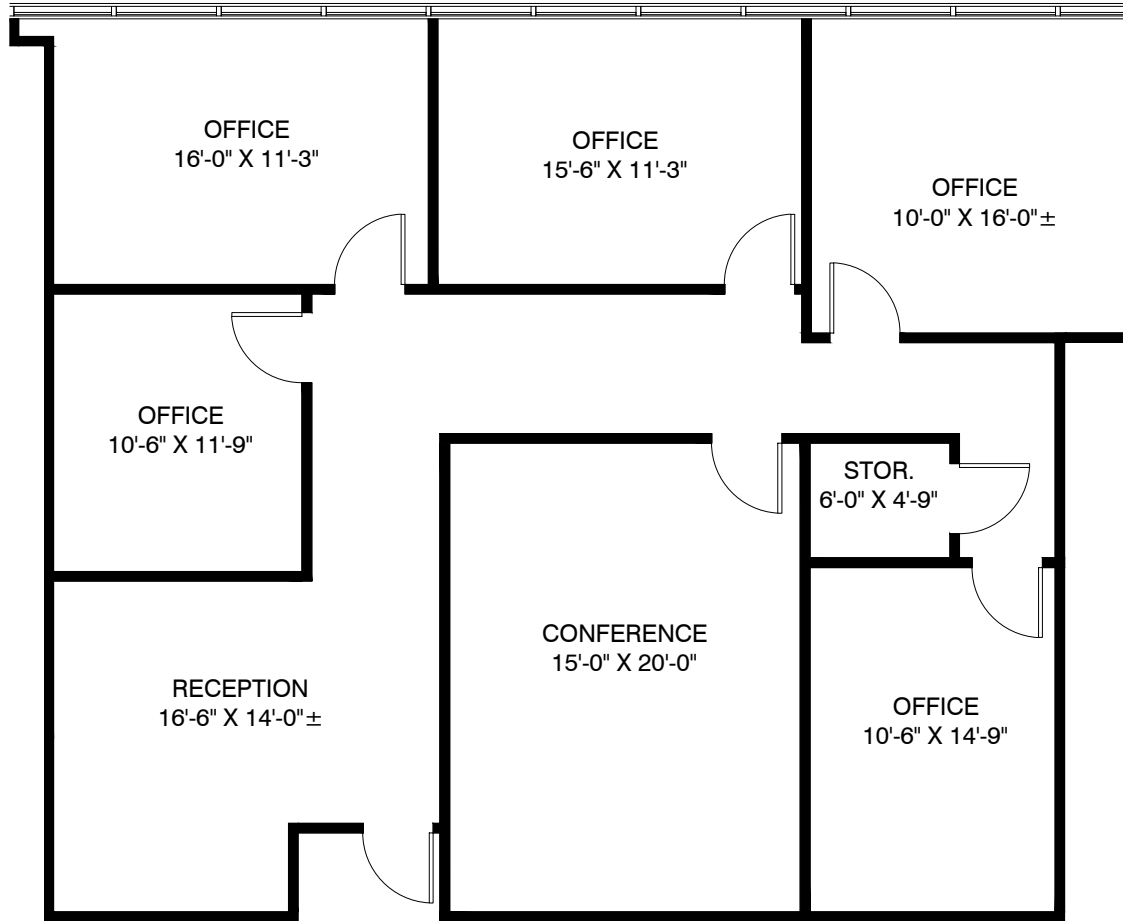 OFFICE
16'-0" X 11'-3"
OFFICE
15'-6" X 11'-3"
OFFICE
10'-0" X 16'-0"±
OFFICE
10'-6" X 11'-9"
STOR.
6'-0" X 4'-9"
CONFERENCE
15'-0" X 20'-0"
RECEPTION
16'-6" X 14'-0"±
OFFICE
10'-6" X 14'-9"